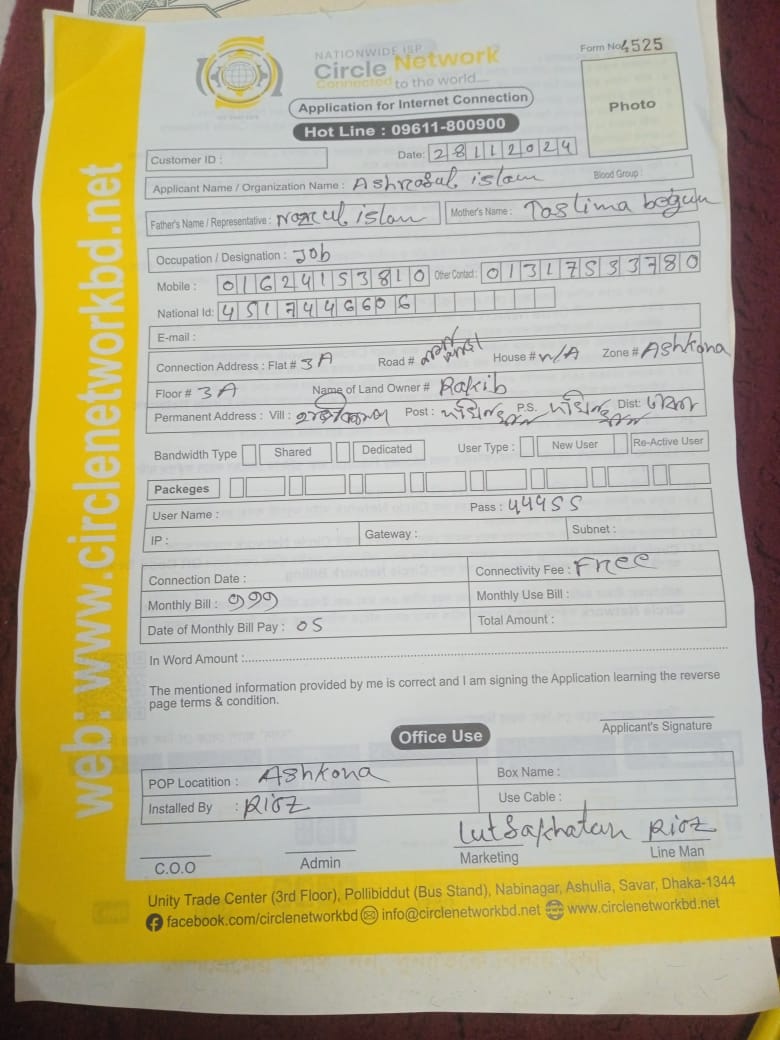 NATIONWIDE ISP
Circle Network
Connected to the world....
Form No 4525
Application for Internet Connection
Hot Line : 09611-800900
Photo
Customer ID :
Date: 28112024
Applicant Name / Organization Name : Ashraful islam
Blood Group :
Father's Name / Representative : Nazrul islam
Mother's Name : Taslima begum
Occupation / Designation : Job
Mobile : 01624153810
Other Contact : 01317533780
National Id: 4517446606
E-mail :
Connection Address : Flat # 3A Road # House # n/A Zone # Ashkona
Floor # 3A Name of Land Owner # Rakib
Permanent Address : Vill : Post : P.S. Dist:
Bandwidth Type Shared Dedicated User Type : New User Re-Active User
Packeges
User Name : Pass : 44455
IP : Gateway : Subnet :
Connection Date : Connectivity Fee : Free
Monthly Bill : 999 Monthly Use Bill :
Date of Monthly Bill Pay : 05 Total Amount :
In Word Amount :
The mentioned information provided by me is correct and I am signing the Application learning the reverse
page terms & condition.
Applicant's Signature
Office Use
POP Locatition : Ashkona Box Name :
Installed By : Use Cable :
C.O.O
Admin
Marketing
Line Man
Unity Trade Center (3rd Floor), Pollibiddut (Bus Stand), Nabinagar, Ashulia, Savar, Dhaka-1344
facebook.com/circlenetworkbd info@circlenetworkbd.net www.circlenetworkbd.net
web: www.circlenetworkbd.net